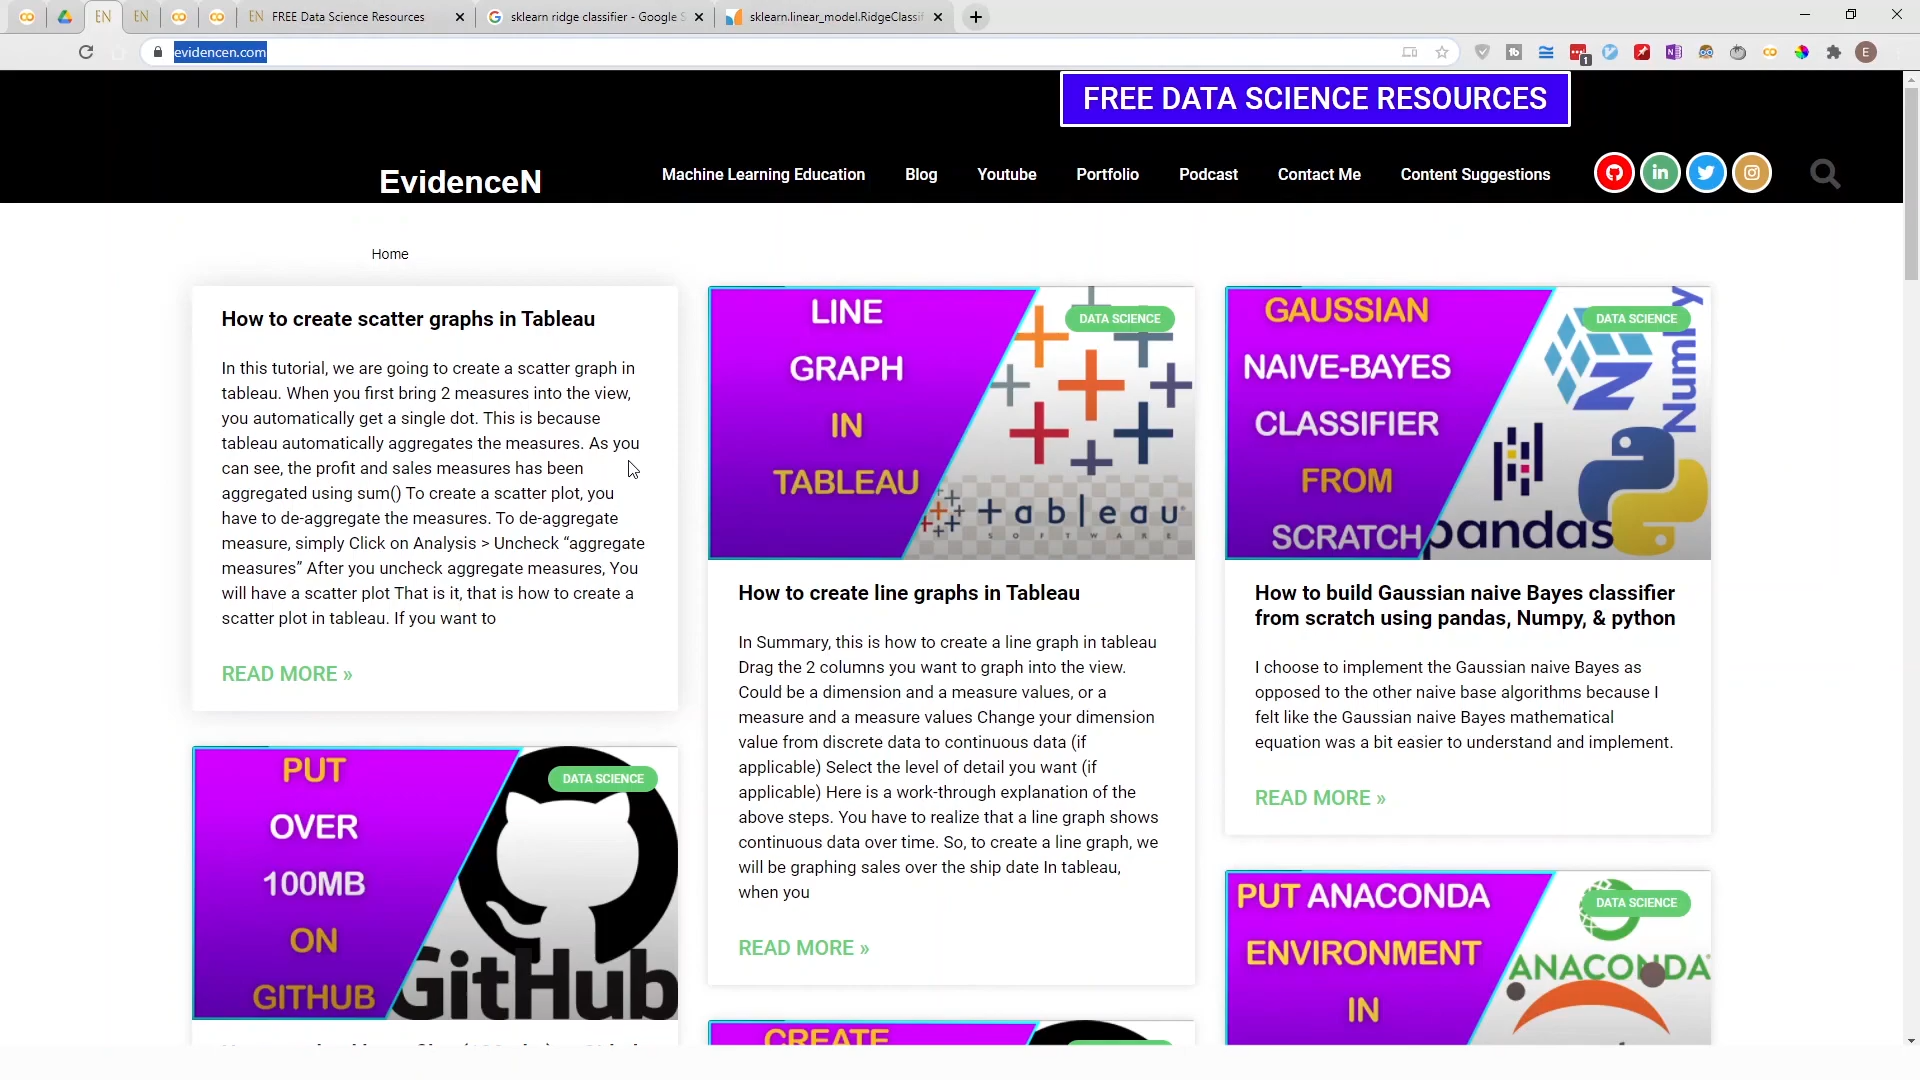 EN
EN
EN FREE Data Science Resources
sklearn ridge classifier - Google S
sklearn.linear_model.RidgeClassif
evidencen.com
1
E
FREE DATA SCIENCE RESOURCES
EvidenceN
Machine Learning Education
Blog
Youtube
Portfolio
Podcast
Contact Me
Content Suggestions
in
Home
How to create scatter graphs in Tableau
In this tutorial, we are going to create a scatter graph in
tableau. When you first bring 2 measures into the view,
you automatically get a single dot. This is because
tableau automatically aggregates the measures. As you
can see, the profit and sales measures has been
aggregated using sum() To create a scatter plot, you
have to de-aggregate the measures. To de-aggregate
measure, simply Click on Analysis > Uncheck “aggregate
measures” After you uncheck aggregate measures, You
will have a scatter plot That is it, that is how to create a
scatter plot in tableau. If you want to
READ MORE »
PUT
OVER
100MB
ON
GITHUB
DATA SCIENCE
GitHub
LINE
GRAPH
IN
TABLEAU
DATA SCIENCE
+ a b | e a u
S O F T W A R E
How to create line graphs in Tableau
In Summary, this is how to create a line graph in tableau
Drag the 2 columns you want to graph into the view.
Could be a dimension and a measure values, or a
measure and a measure values Change your dimension
value from discrete data to continuous data (if
applicable) Select the level of detail you want (if
applicable) Here is a work-through explanation of the
above steps. You have to realize that a line graph shows
continuous data over time. So, to create a line graph, we
will be graphing sales over the ship date In tableau,
when you
READ MORE »
CREATE
GAUSSIAN
NAIVE-BAYES
CLASSIFIER
FROM
SCRATCH
DATA SCIENCE
NumPy
pandas
How to build Gaussian naive Bayes classifier
from scratch using pandas, Numpy, & python
I choose to implement the Gaussian naive Bayes as
opposed to the other naive base algorithms because I
felt like the Gaussian naive Bayes mathematical
equation was a bit easier to understand and implement.
READ MORE »
PUT ANACONDA
ENVIRONMENT
IN
DATA SCIENCE
ANACONDA